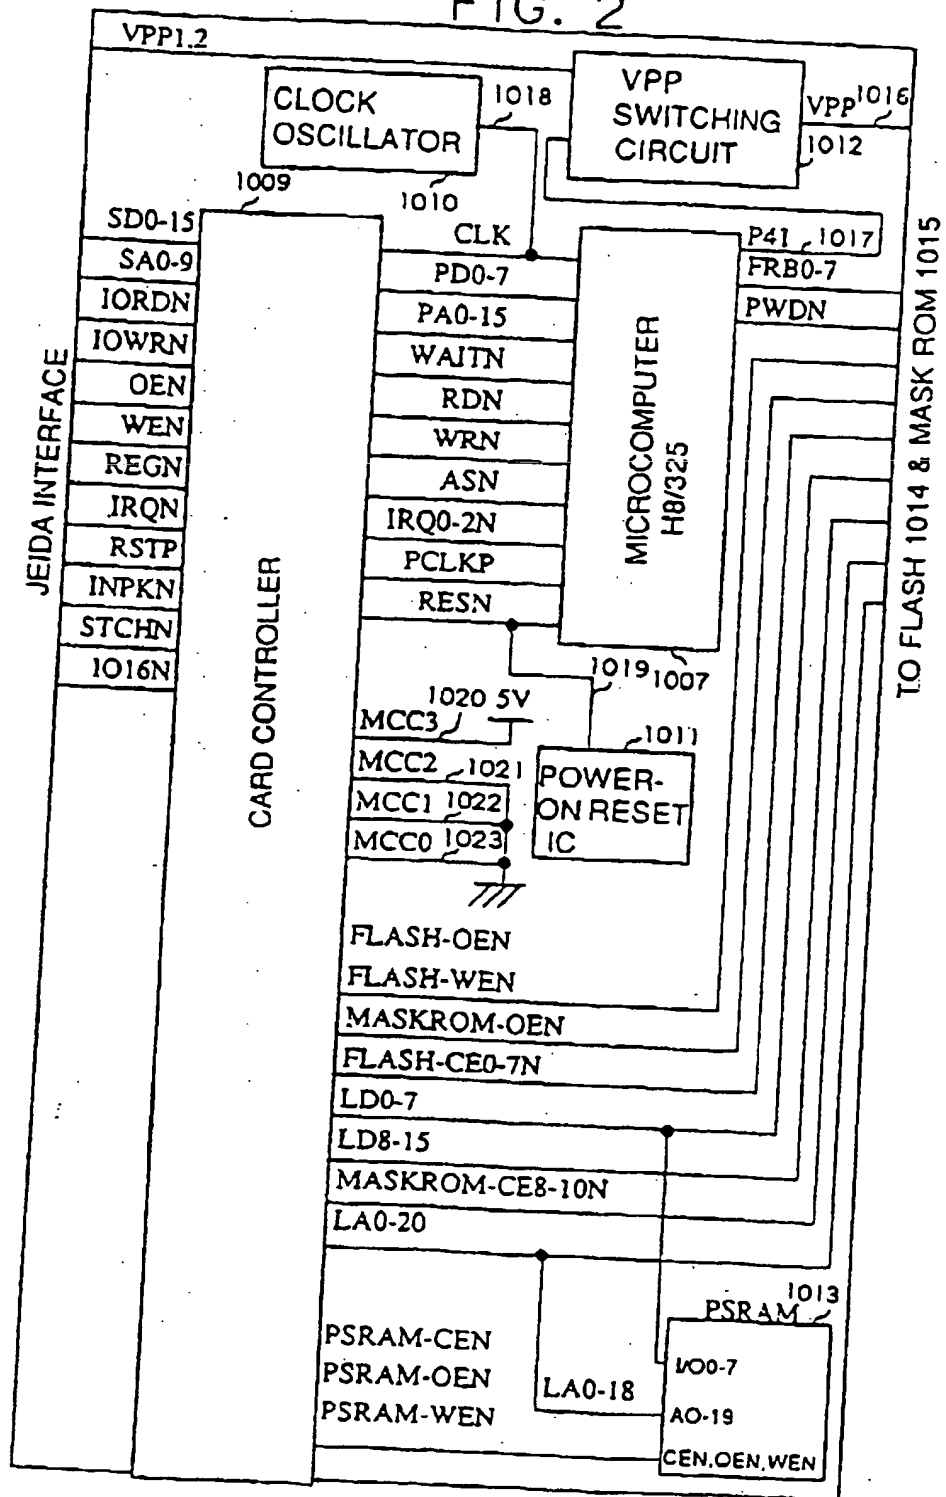 FIG. 2
VPP1.2
CLOCK
OSCILLATOR
1018
1010
VPP
SWITCHING
CIRCUIT
VPP 1016
1012
1009
SD0-15
SA0-9
IORDN
IOWRN
OEN
WEN
REGN
IRQN
RSTP
INPKN
STCHN
IO16N
JEIDA INTERFACE
CARD CONTROLLER
CLK
PD0-7
PA0-15
WAITN
RDN
WRN
ASN
IRQ0-2N
PCLKP
RESN
MICROCOMPUTER
H8/325
P41 1017
FRB0-7
PWDN
TO FLASH 1014 & MASK ROM 1015
1019 1007
MCC3 1020 5V
MCC2 1021
MCC1 1022
MCC0 1023
1011
POWER-
ON RESET
IC
FLASH-OEN
FLASH-WEN
MASKROM-OEN
FLASH-CE0-7N
LD0-7
LD8-15
MASKROM-CE8-10N
LA0-20
PSRAM-CEN
PSRAM-OEN
PSRAM-WEN
LA0-18
PSRAM 1013
I/O0-7
AO-19
CEN,OEN,WEN